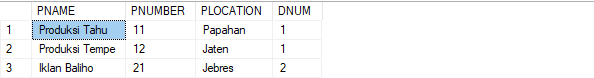 PNAME PNUMBER PLOCATION DNUM
1 Produksi Tahu 11 Papahan 1
2 Produksi Tempe 12 Jaten 1
3 Iklan Baliho 21 Jebres 2